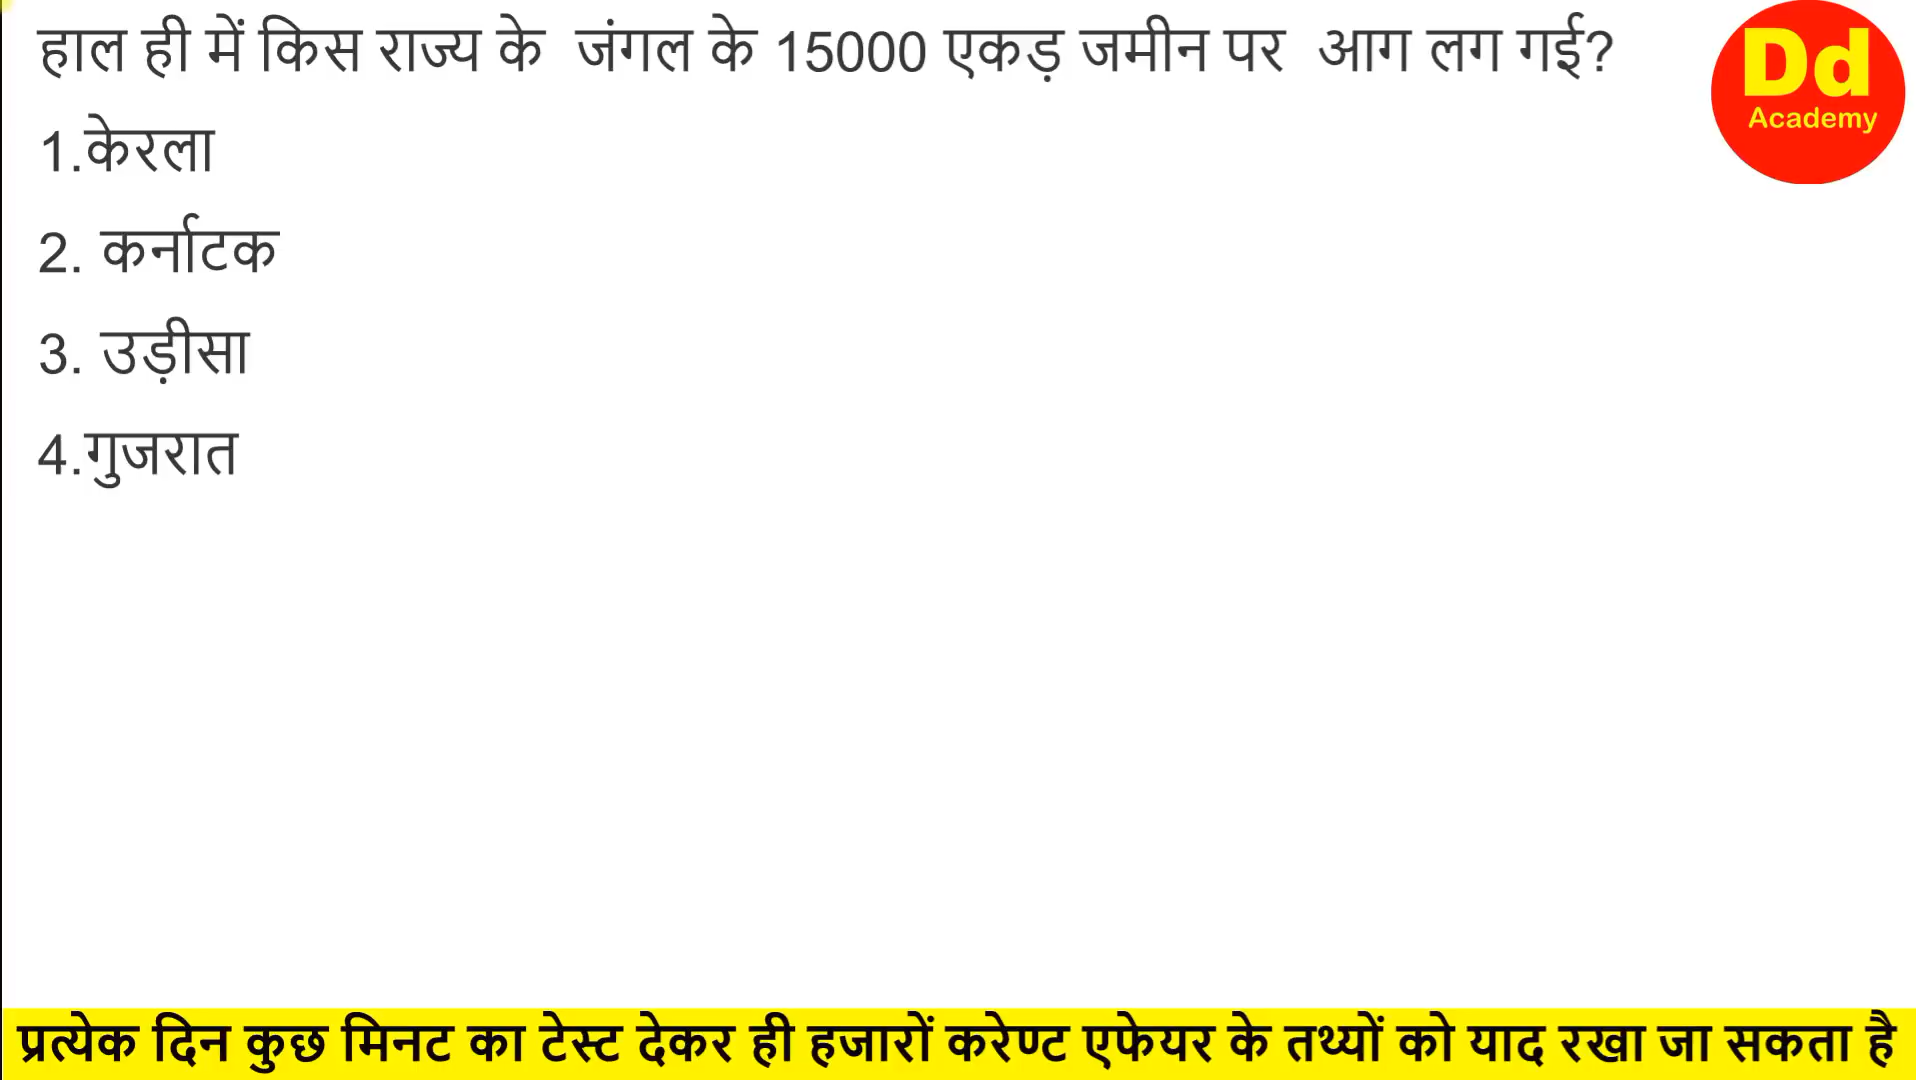 हाल ही में किस राज्य के जंगल के 15000 एकड़ जमीन पर आग लग गई?
Dd
Academy
1.केरला
2. कर्नाटक
3. उड़ीसा
4.गुजरात
प्रत्येक दिन कुछ मिनट का टेस्ट देकर ही हजारों करेण्ट एफेयर के तथ्यों को याद रखा जा सकता है